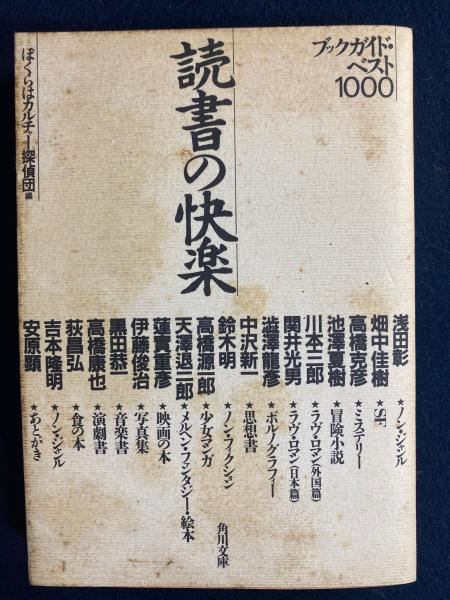 ブックガイド・
ベスト
1000
読書の快楽
ぼくらはカルチャー探偵団編
浅田彰★ノン・ジャンル
畑中佳樹★SF
高橋克彦★ミステリー
池澤夏樹★冒険小説
川本三郎★ラヴ・ロマン(外国篇)
関井光男★ラヴ・ロマン(日本篇)
澁澤龍彦★ポルノグラフィー
中沢新一★思想書
鈴木明★ノン・フィクション
高橋源一郎★少女マンガ
天澤退二郎★メルヘン・ファンタジー・絵本
蓮實重彦★映画の本
伊藤俊治★写真集
黒田恭一★音楽書
高橋康也★演劇書
荻昌弘★食の本
吉本隆明★ノン・ジャンル
安原顯★あとがき
角川文庫